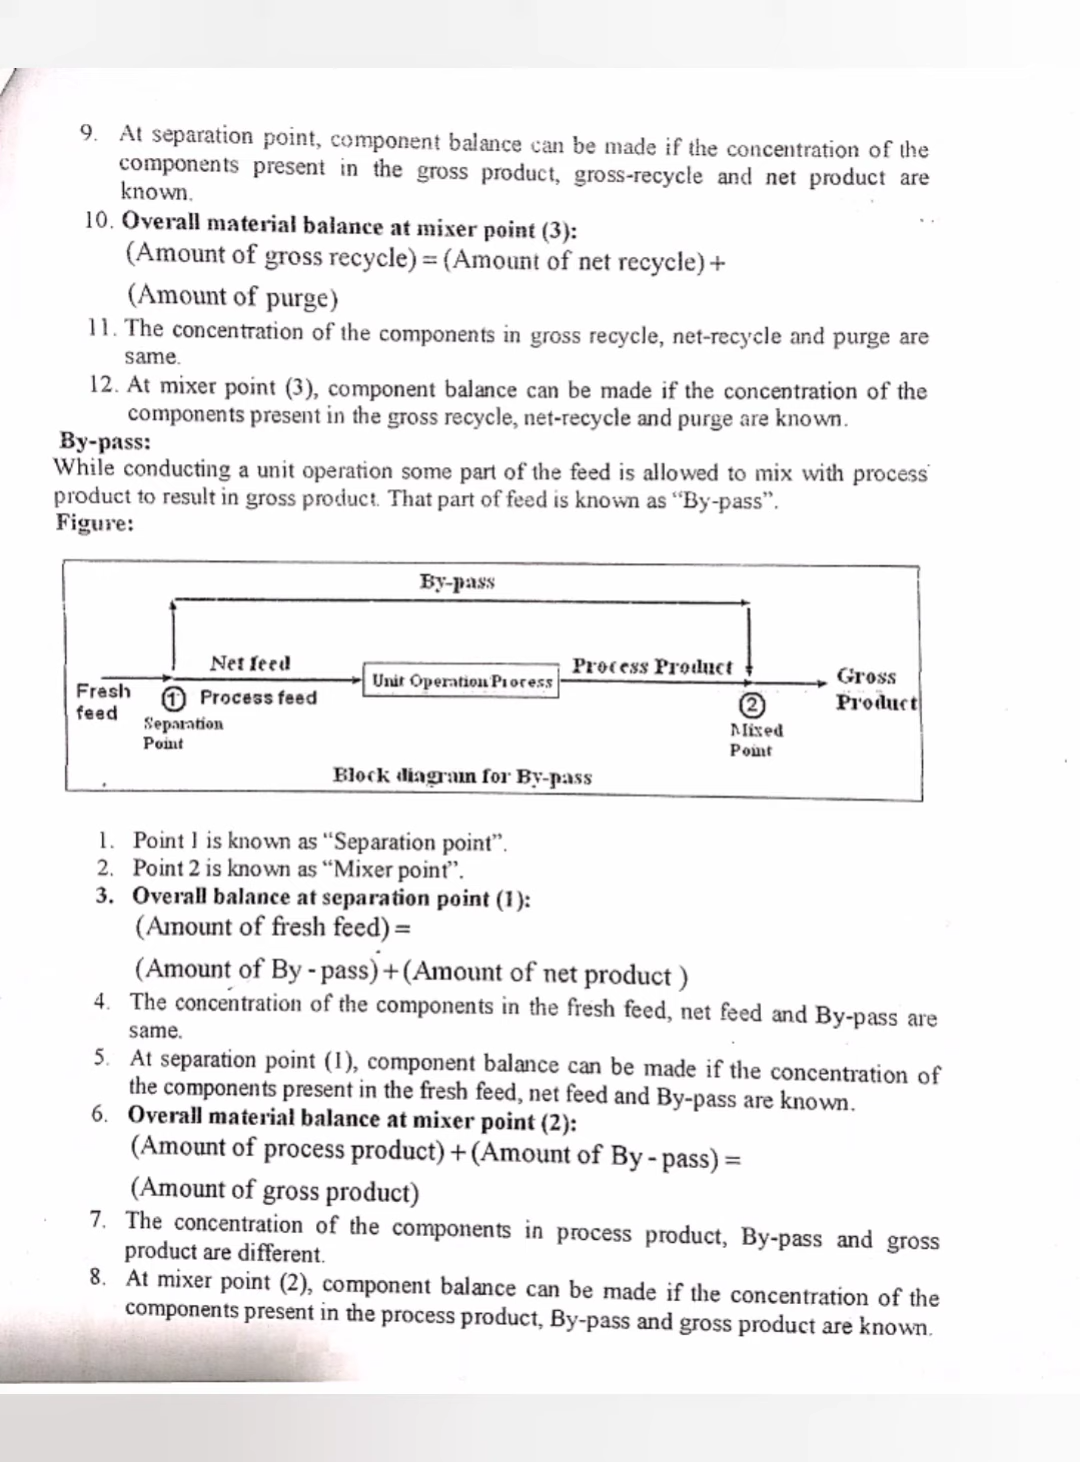 9. At separation point, component balance can be made if the concentration of the
components present in the gross product, gross-recycle and net product are
known.
10. Overall material balance at mixer point (3):
(Amount of gross recycle) = (Amount of net recycle) +
(Amount of purge)
11. The concentration of the components in gross recycle, net-recycle and purge are
same.
12. At mixer point (3), component balance can be made if the concentration of the
components present in the gross recycle, net-recycle and purge are known.
By-pass:
While conducting a unit operation some part of the feed is allowed to mix with process
product to result in gross product. That part of feed is known as “By-pass”.
Figure:
By-pass
Net feed
Process Product
Gross
Product
Unit Operation Process
Fresh
feed
① Process feed
Separation
Point
②
Mixed
Point
Block diagram for By-pass
1. Point 1 is known as “Separation point”.
2. Point 2 is known as “Mixer point”.
3. Overall balance at separation point (1):
(Amount of fresh feed) =
(Amount of By - pass) + (Amount of net product )
4. The concentration of the components in the fresh feed, net feed and By-pass are
same.
5. At separation point (1), component balance can be made if the concentration of
the components present in the fresh feed, net feed and By-pass are known.
6. Overall material balance at mixer point (2):
(Amount of process product) + (Amount of By - pass) =
(Amount of gross product)
7. The concentration of the components in process product, By-pass and gross
product are different.
8. At mixer point (2), component balance can be made if the concentration of the
components present in the process product, By-pass and gross product are known.